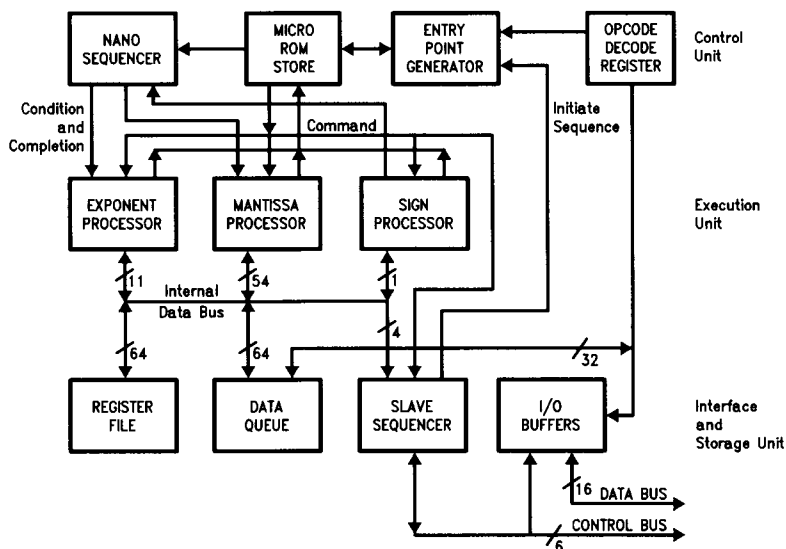 NANO
SEQUENCER
MICRO
ROM
STORE
ENTRY
POINT
GENERATOR
OPCODE
DECODE
REGISTER
Control
Unit
Condition
and
Completion
Command
Initiate
Sequence
EXPONENT
PROCESSOR
MANTISSA
PROCESSOR
SIGN
PROCESSOR
Execution
Unit
11
54
1
Internal
Data Bus
64
64
4
32
REGISTER
FILE
DATA
QUEUE
SLAVE
SEQUENCER
I/O
BUFFERS
Interface
and
Storage Unit
16
DATA BUS
CONTROL BUS
6